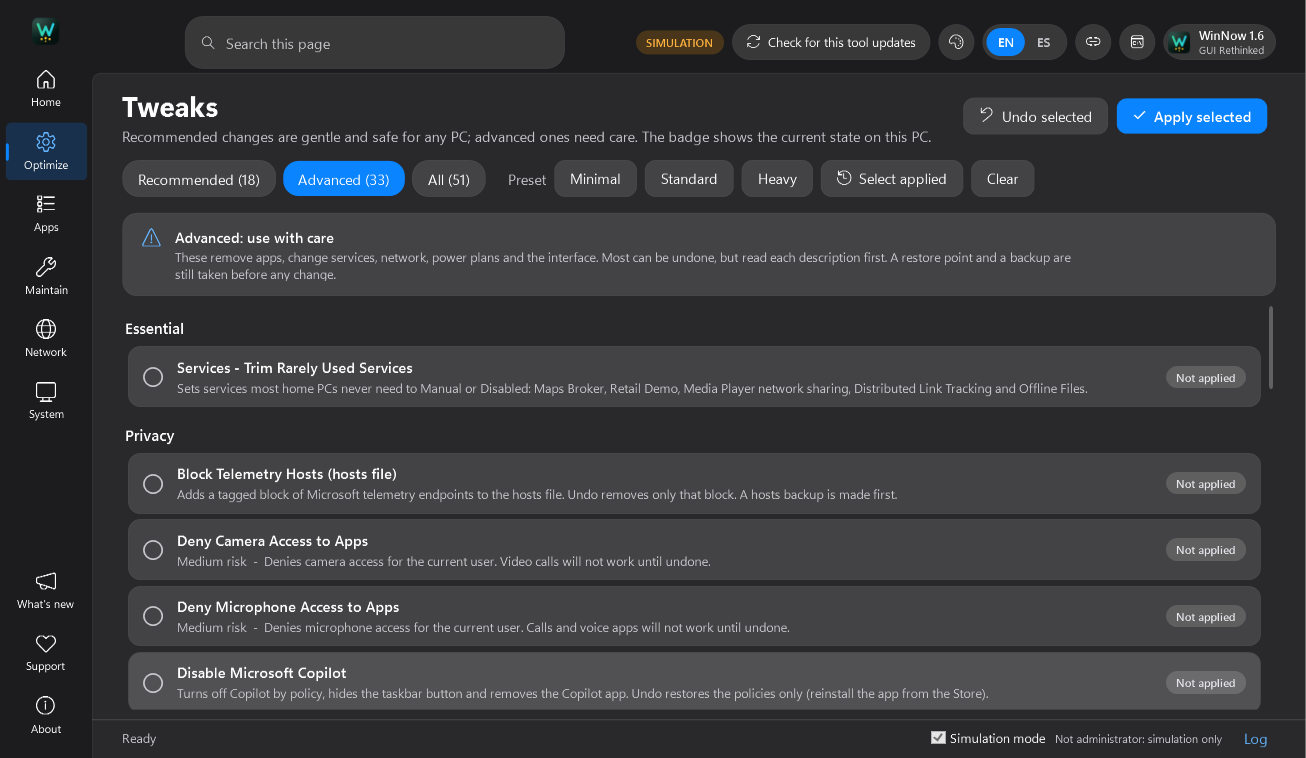 Search this page
SIMULATION
Check for this tool updates
EN
ES
WinNow 1.6
GUI Rethinked
Home
Optimize
Apps
Maintain
Network
System
What's new
Support
About
Tweaks
Recommended changes are gentle and safe for any PC; advanced ones need care. The badge shows the current state on this PC.
Undo selected
Apply selected
Recommended (18)
Advanced (33)
All (51)
Preset
Minimal
Standard
Heavy
Select applied
Clear
Advanced: use with care
These remove apps, change services, network, power plans and the interface. Most can be undone, but read each description first. A restore point and a backup are
still taken before any change.
Essential
Services - Trim Rarely Used Services
Sets services most home PCs never need to Manual or Disabled: Maps Broker, Retail Demo, Media Player network sharing, Distributed Link Tracking and Offline Files.
Not applied
Privacy
Block Telemetry Hosts (hosts file)
Adds a tagged block of Microsoft telemetry endpoints to the hosts file. Undo removes only that block. A hosts backup is made first.
Not applied
Deny Camera Access to Apps
Medium risk - Denies camera access for the current user. Video calls will not work until undone.
Not applied
Deny Microphone Access to Apps
Medium risk - Denies microphone access for the current user. Calls and voice apps will not work until undone.
Not applied
Disable Microsoft Copilot
Turns off Copilot by policy, hides the taskbar button and removes the Copilot app. Undo restores the policies only (reinstall the app from the Store).
Not applied
Ready
Simulation mode
Not administrator: simulation only
Log